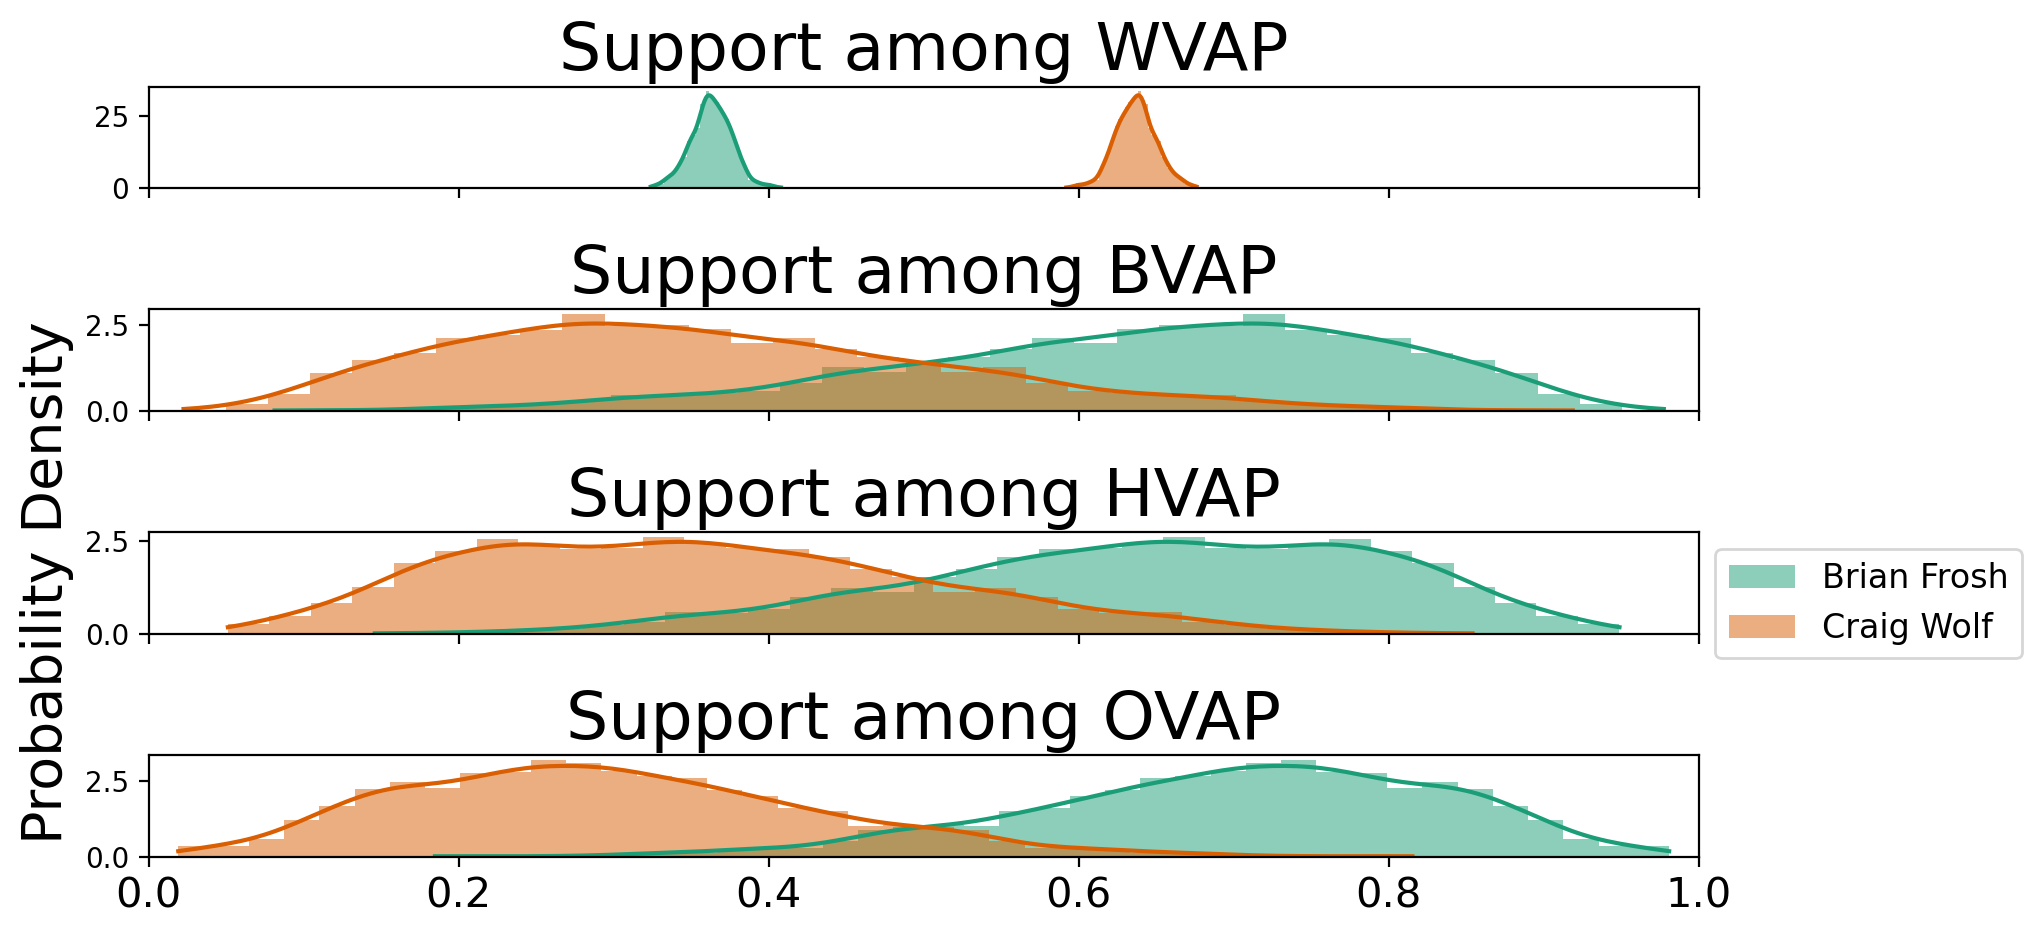 Support among WVAP
25
0
Support among BVAP
2.5
0.0
Support among HVAP
2.5
0.0
Support among OVAP
2.5
0.0
0.0 0.2 0.4 0.6 0.8 1.0
Probability Density
Brian Frosh
Craig Wolf